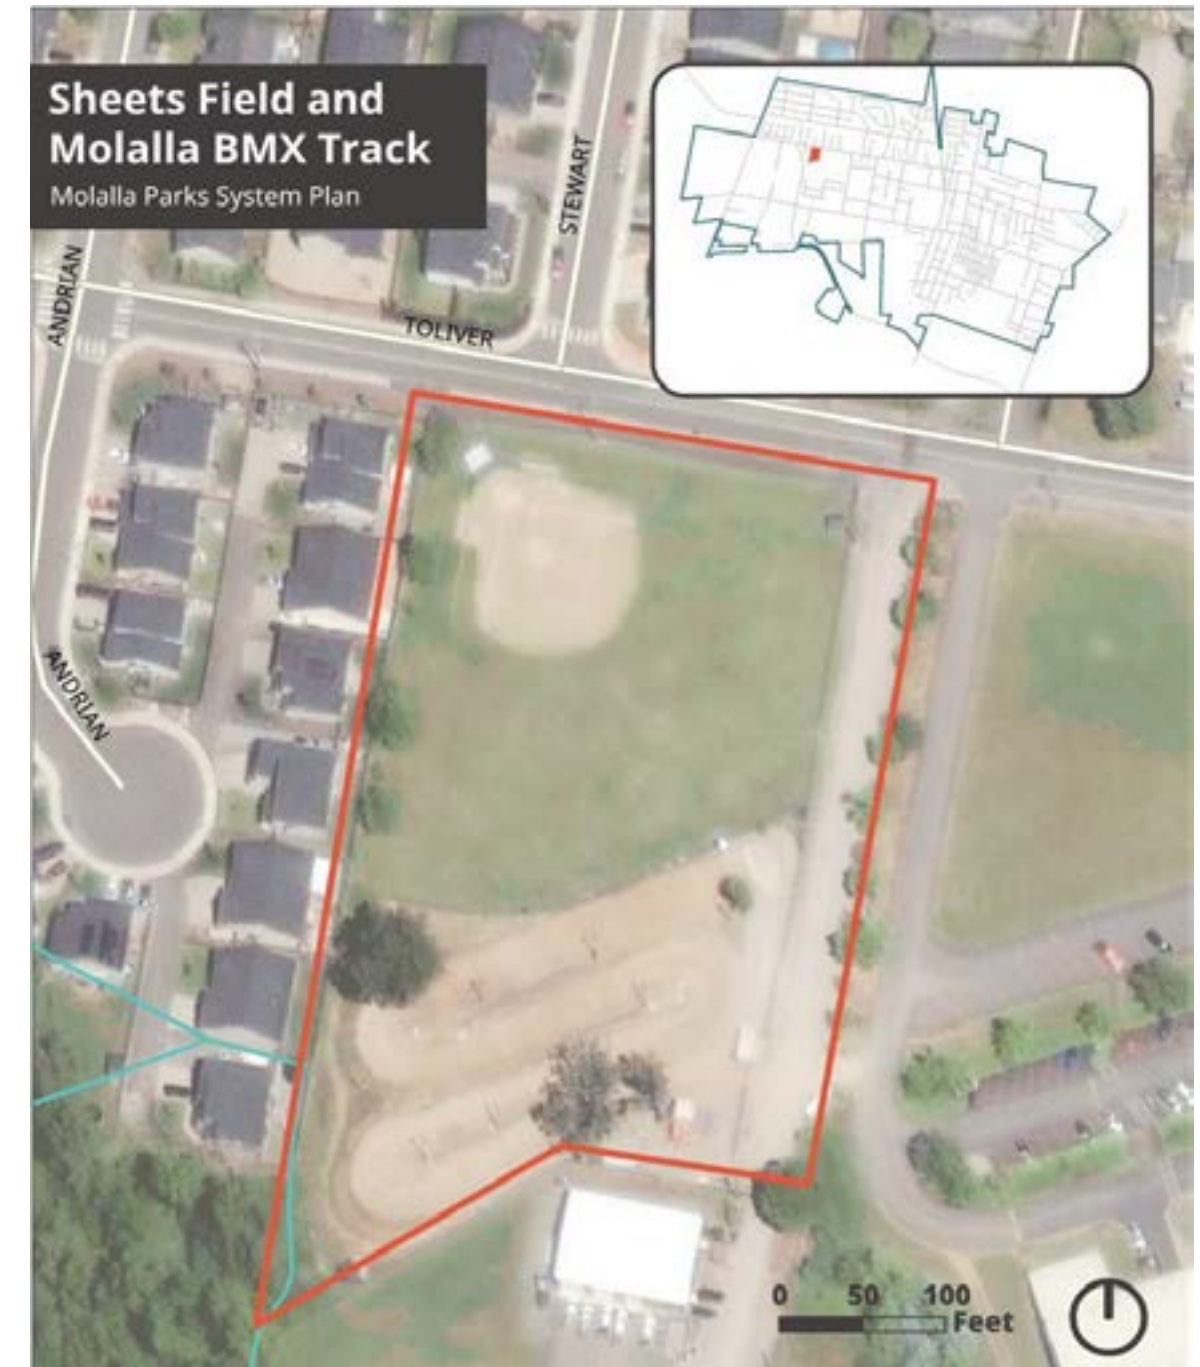 Sheets Field and
Molalla BMX Track
Molalla Parks System Plan
STEWART
ANDRIAN
TOLIVER
ANDRIAN
0 50 100
Feet